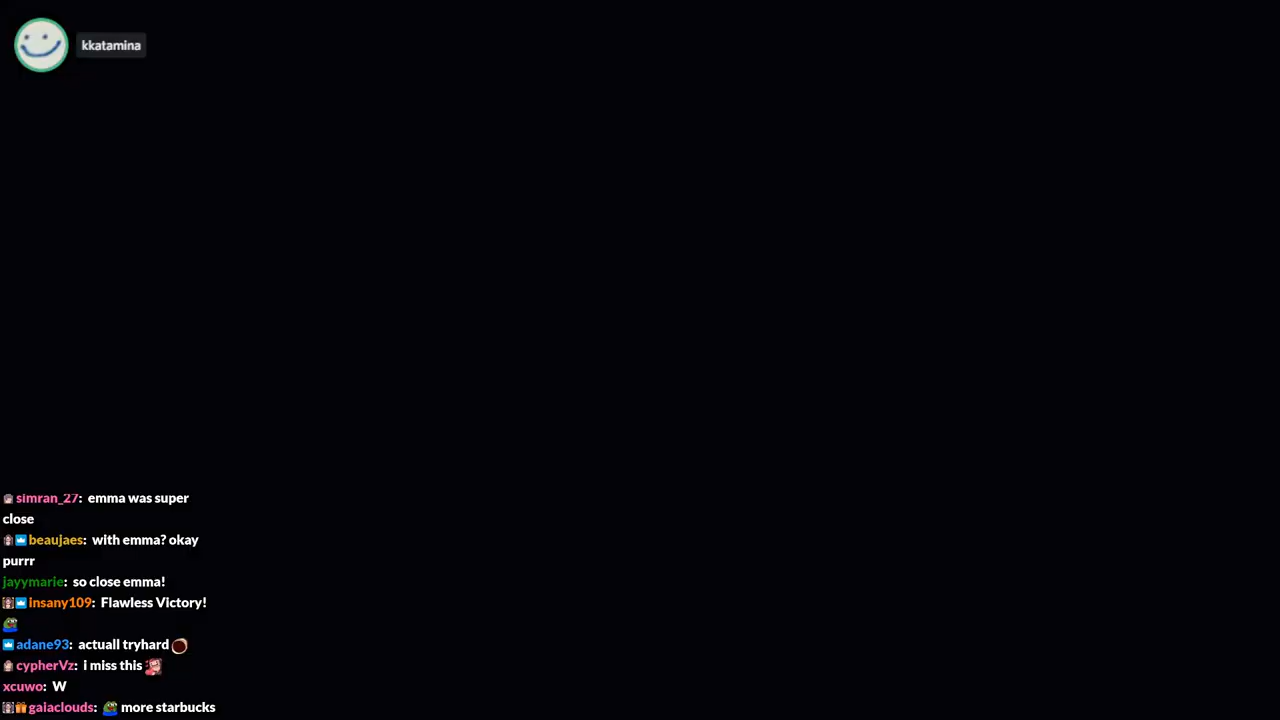 kkatamina
simran_27: emma was super
close
beaujaes: with emma? okay
purrr
jayymarie: so close emma!
insany109: Flawless Victory!
adane93: actuall tryhard
cypherVz: i miss this
xcuwo: W
gaiaclouds: more starbucks